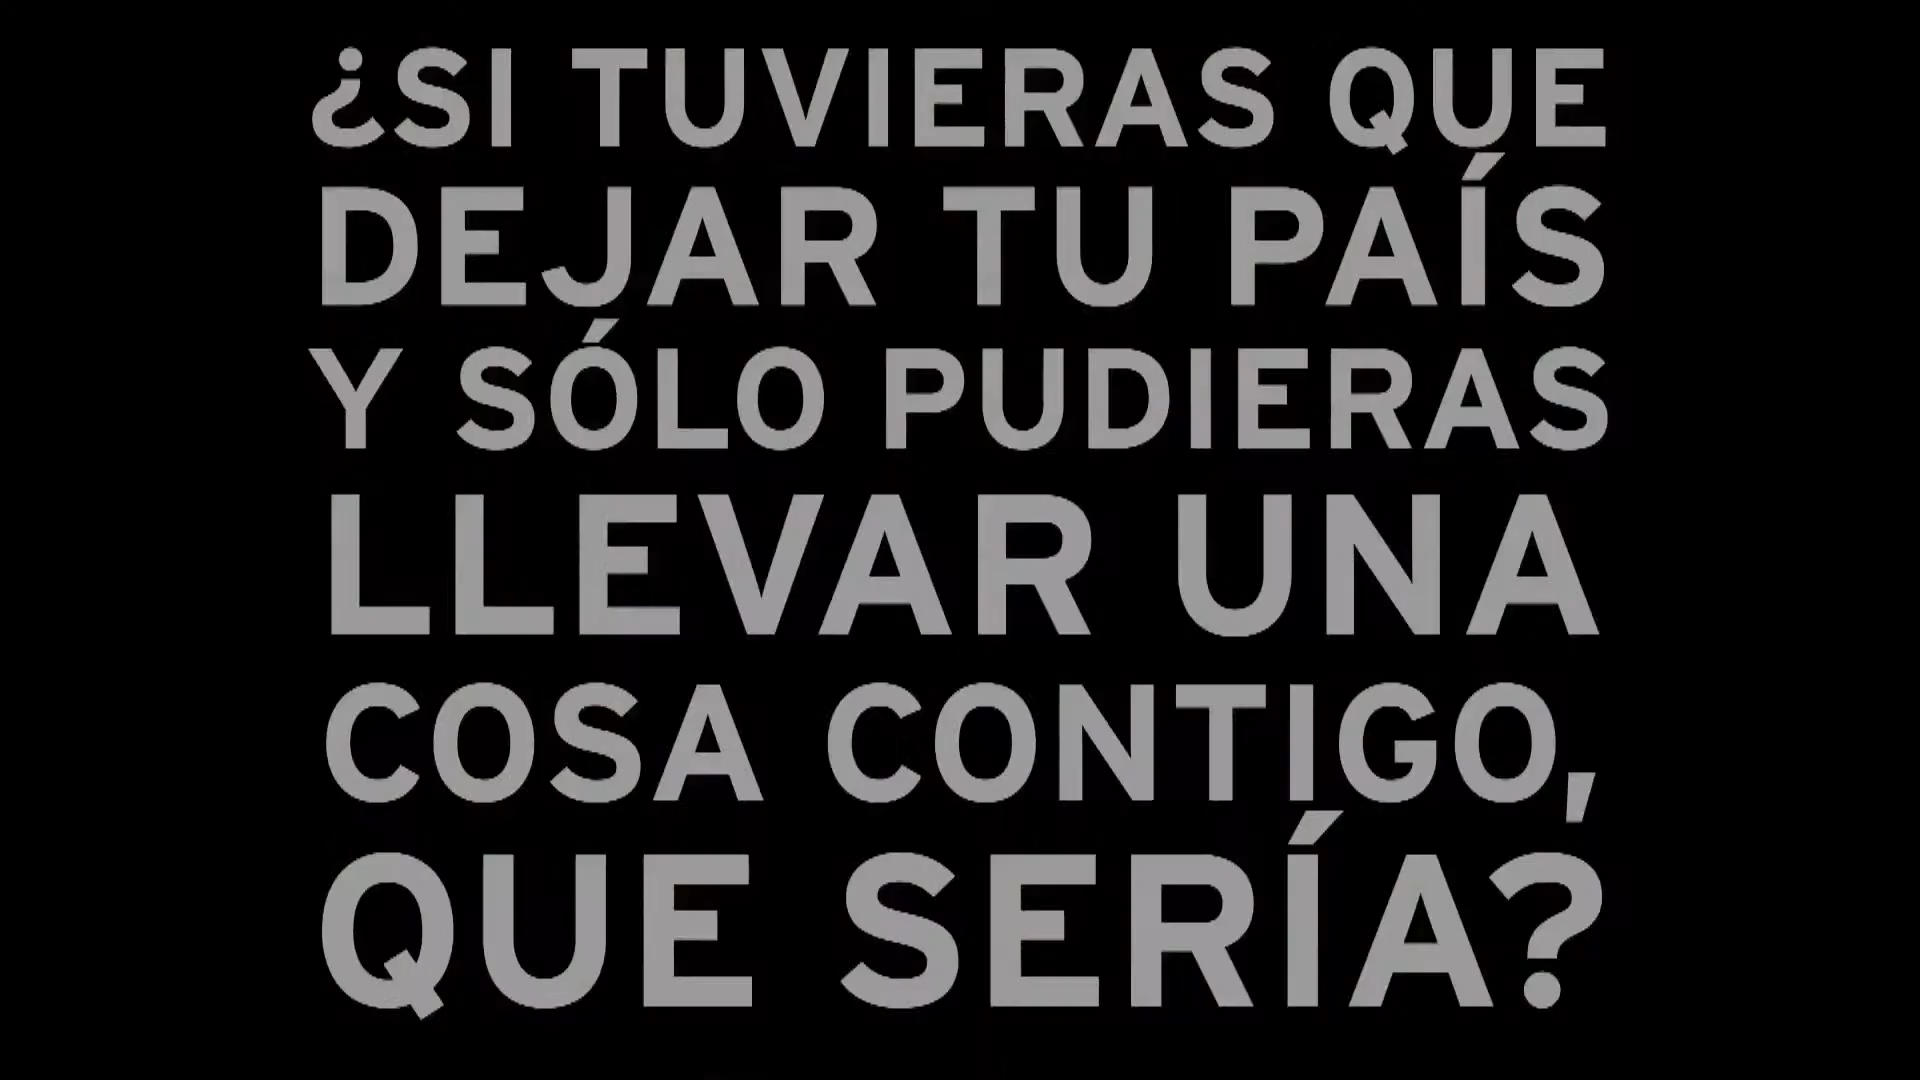 ¿SI TUVIERAS QUE
DEJAR TU PAÍS
Y SÓLO PUDIERAS
LLEVAR UNA
COSA CONTIGO,
QUE SERÍA?